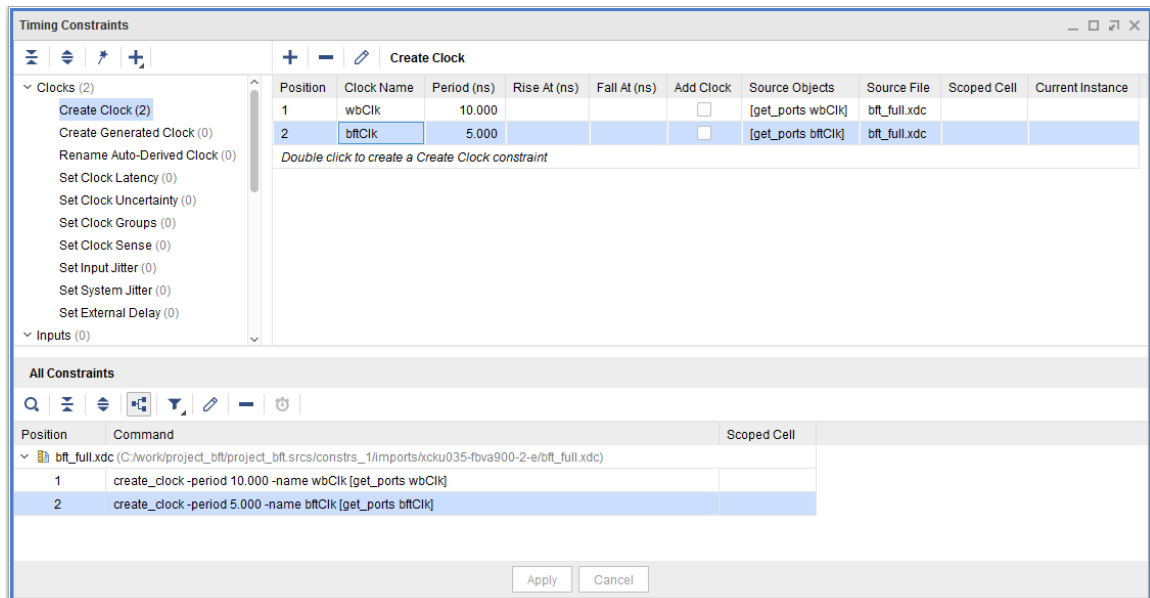 Timing Constraints
Create Clock
Clocks (2)
Create Clock (2)
Create Generated Clock (0)
Rename Auto-Derived Clock (0)
Set Clock Latency (0)
Set Clock Uncertainty (0)
Set Clock Groups (0)
Set Clock Sense (0)
Set Input Jitter (0)
Set System Jitter (0)
Set External Delay (0)
Inputs (0)
Position Clock Name Period (ns) Rise At (ns) Fall At (ns) Add Clock Source Objects Source File Scoped Cell Current Instance
1 wbClk 10.000 [get_ports wbClk] bft_full.xdc
2 bftClk 5.000 [get_ports bftClk] bft_full.xdc
Double click to create a Create Clock constraint
All Constraints
Position Command Scoped Cell
bft_full.xdc (C:/work/project_bft/project_bft.srcs/constrs_1/imports/xcku035-fbva900-2-e/bft_full.xdc)
1 create_clock -period 10.000 -name wbClk [get_ports wbClk]
2 create_clock -period 5.000 -name bftClk [get_ports bftClk]
Apply Cancel